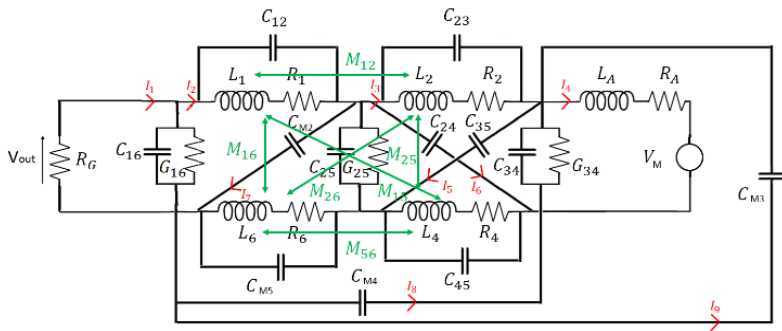 C12
C23
L1
R1
M12
L2
R2
LA
RA
I1
I2
I3
I4
CM2
C24
C35
Vout
RG
C16
G16
M16
C25
G25
M25
C34
G34
VM
CM3
M26
M15
I5
I6
I7
L6
R6
L4
R4
M56
CM5
CM4
I8
C45
I9